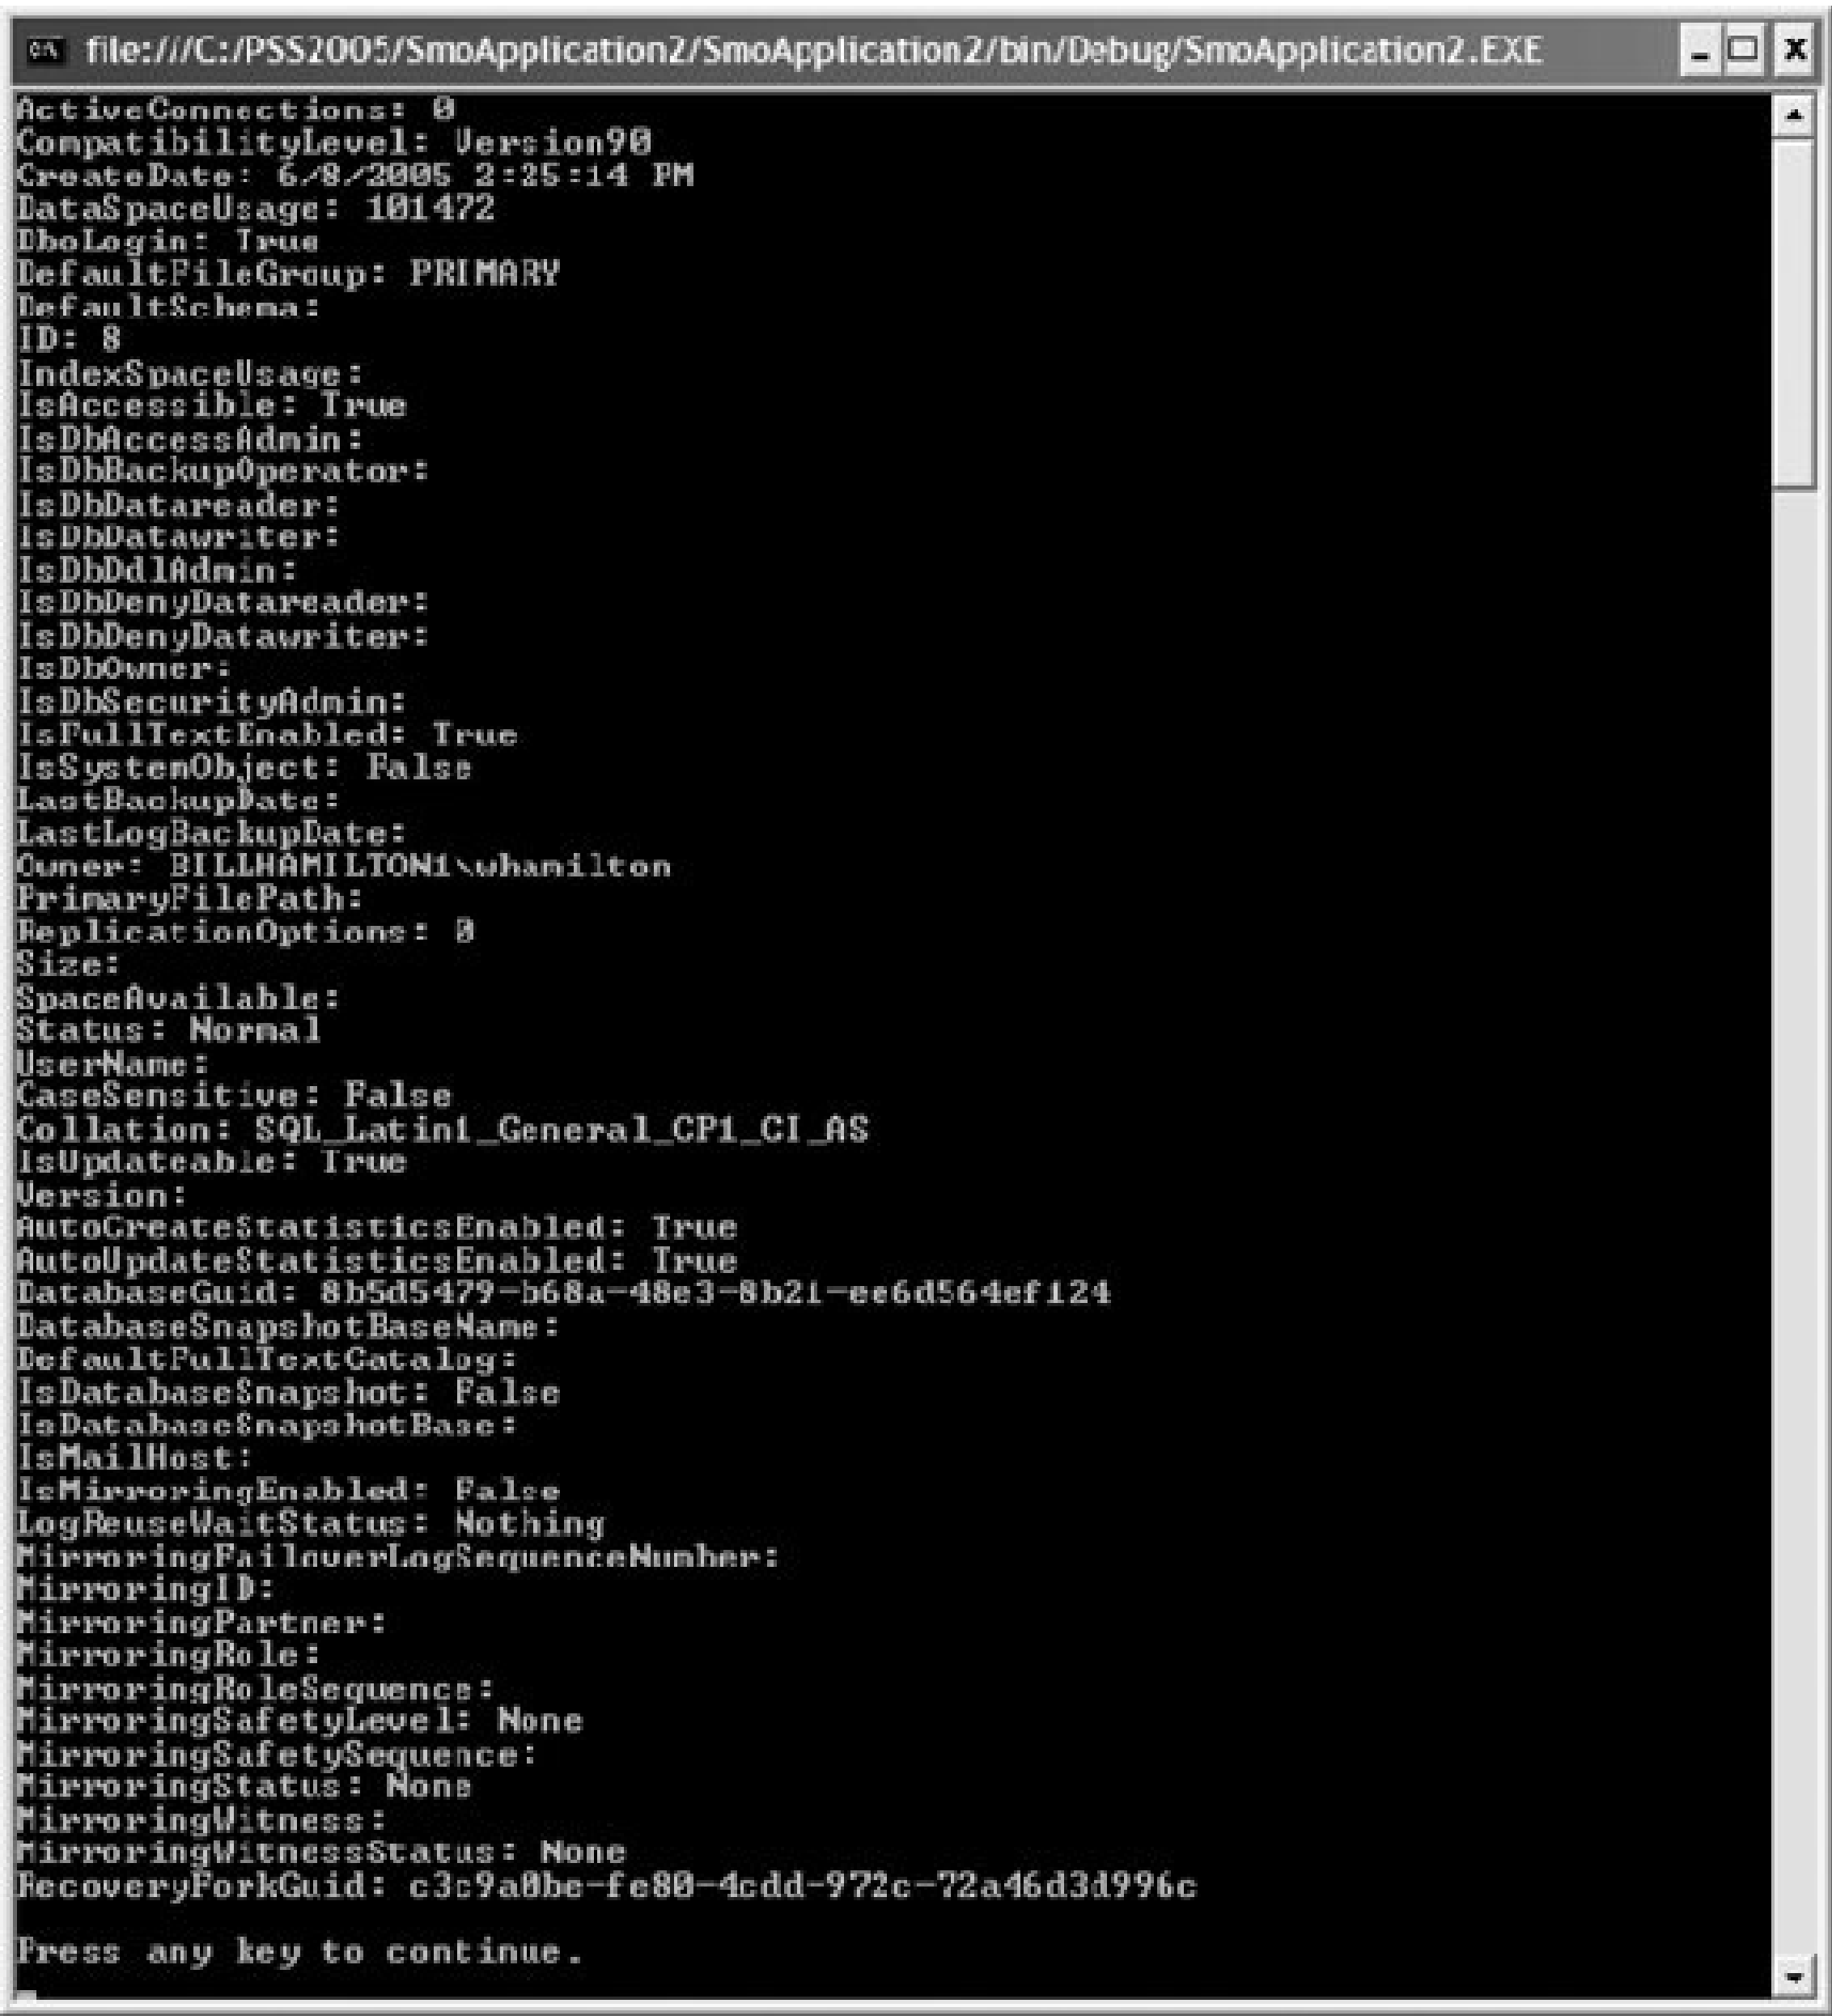 file:///C:/PSS2005/SmoApplication2/SmoApplication2/bin/Debug/SmoApplication2.EXE
ActiveConnections: 0
CompatibilityLevel: Version90
CreateDate: 6/8/2005 2:25:14 PM
DataSpaceUsage: 101472
DboLogin: True
DefaultFileGroup: PRIMARY
DefaultSchema:
ID: 8
IndexSpaceUsage:
IsAccessible: True
IsDbAccessAdmin:
IsDbBackupOperator:
IsDbDatareader:
IsDbDatawriter:
IsDbDdlAdmin:
IsDbDenyDatareader:
IsDbDenyDatawriter:
IsDbOwner:
IsDbSecurityAdmin:
IsFullTextEnabled: True
IsSystemObject: False
LastBackupDate:
LastLogBackupDate:
Owner: BILLHAMILTON1\whamilton
PrimaryFilePath:
ReplicationOptions: 0
Size:
SpaceAvailable:
Status: Normal
UserName:
CaseSensitive: False
Collation: SQL_Latin1_General_CP1_CI_AS
IsUpdateable: True
Version:
AutoCreateStatisticsEnabled: True
AutoUpdateStatisticsEnabled: True
DatabaseGuid: 8b5d5479-b68a-48e3-8b21-ee6d564ef124
DatabaseSnapshotBaseName:
DefaultFullTextCatalog:
IsDatabaseSnapshot: False
IsDatabaseSnapshotBase:
IsMailHost:
IsMirroringEnabled: False
LogReuseWaitStatus: Nothing
MirroringFailoverLogSequenceNumber:
MirroringID:
MirroringPartner:
MirroringRole:
MirroringRoleSequence:
MirroringSafetyLevel: None
MirroringSafetySequence:
MirroringStatus: None
MirroringWitness:
MirroringWitnessStatus: None
RecoveryForkGuid: c3c9a0be-fe80-4cdd-972c-72a46d3d996c
Press any key to continue.